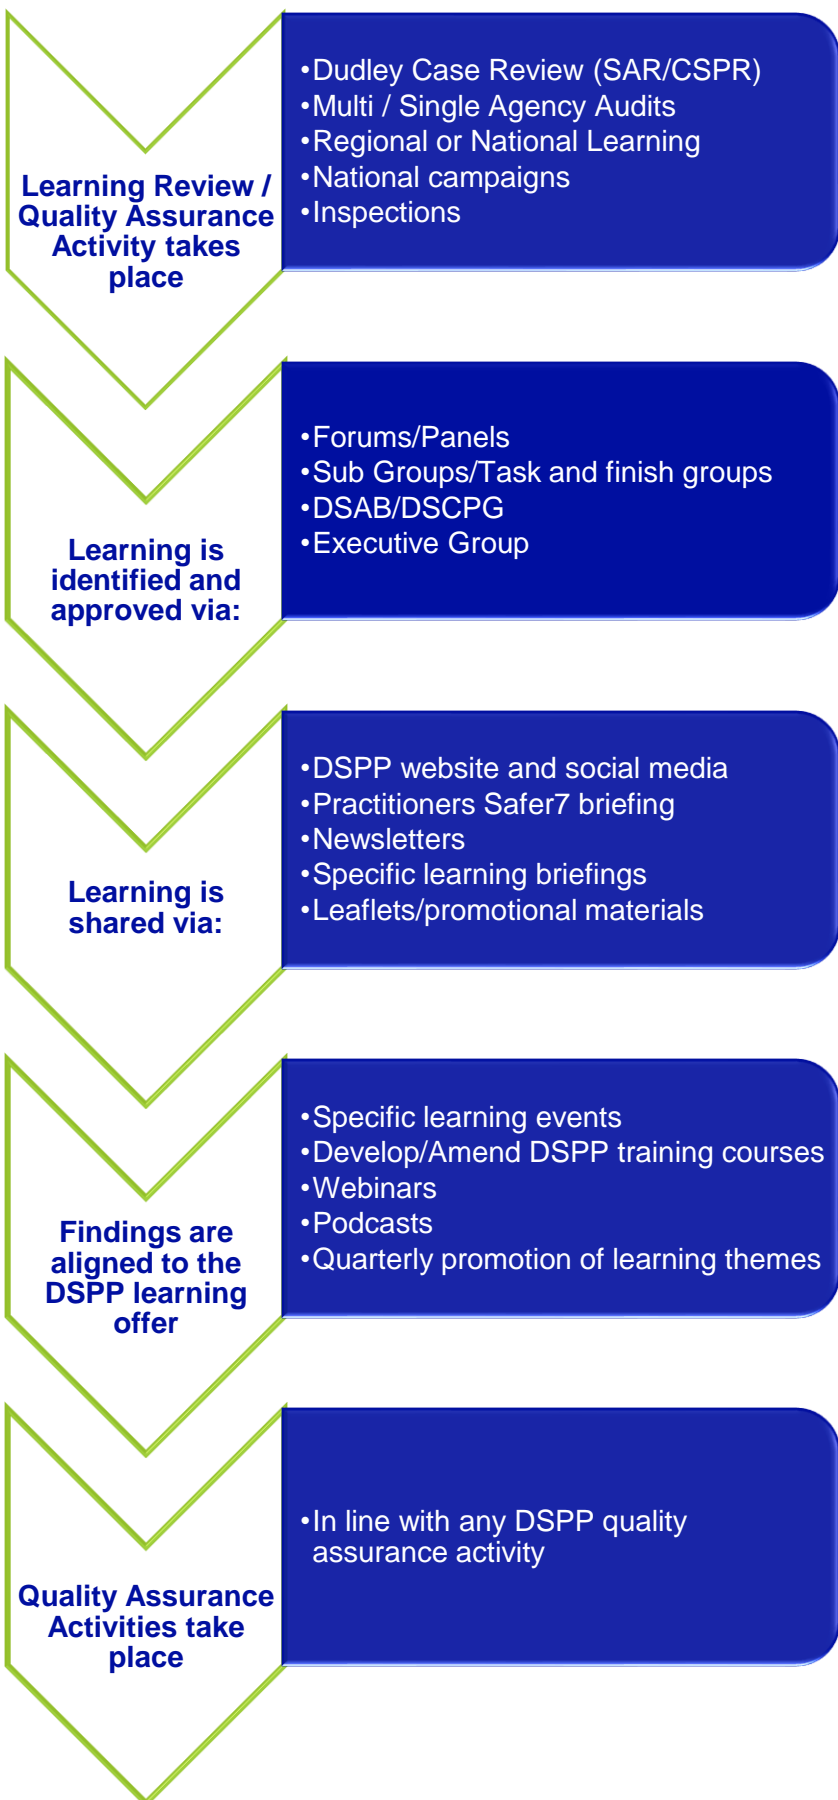 Learning Review /
Quality Assurance
Activity takes
place
•Dudley Case Review (SAR/CSPR)
•Multi / Single Agency Audits
•Regional or National Learning
•National campaigns
•Inspections
Learning is
identified and
approved via:
•Forums/Panels
•Sub Groups/Task and finish groups
•DSAB/DSCPG
•Executive Group
Learning is
shared via:
•DSPP website and social media
•Practitioners Safer7 briefing
•Newsletters
•Specific learning briefings
•Leaflets/promotional materials
Findings are
aligned to the
DSPP learning
offer
•Specific learning events
•Develop/Amend DSPP training courses
•Webinars
•Podcasts
•Quarterly promotion of learning themes
Quality Assurance
Activities take
place
•In line with any DSPP quality
assurance activity